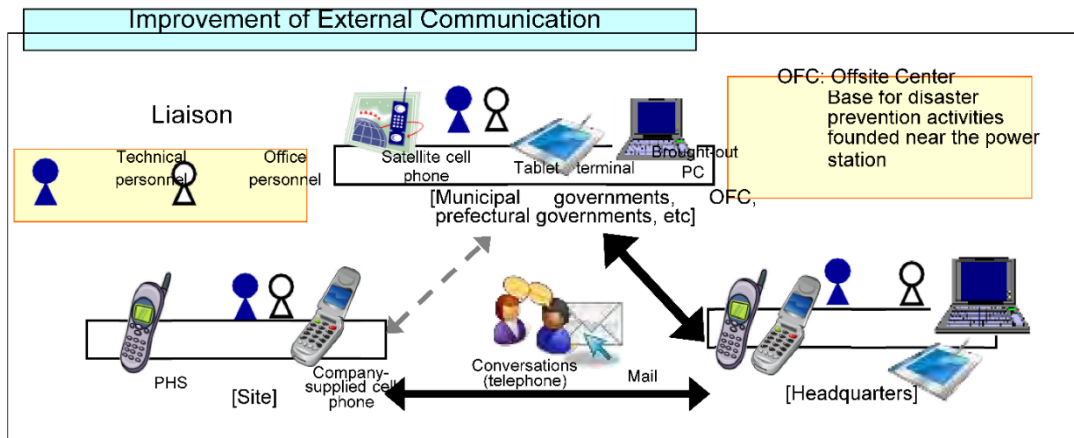 Improvement of External Communication
OFC: Offsite Center
Base for disaster
prevention activities
founded near the power
station
Liaison
Technical personnel
Office personnel
Satellite cell phone
Tablet terminal
Brought-out PC
[Municipal governments, OFC,
prefectural governments, etc]
PHS
[Site]
Company-supplied cell phone
Conversations (telephone)
Mail
[Headquarters]